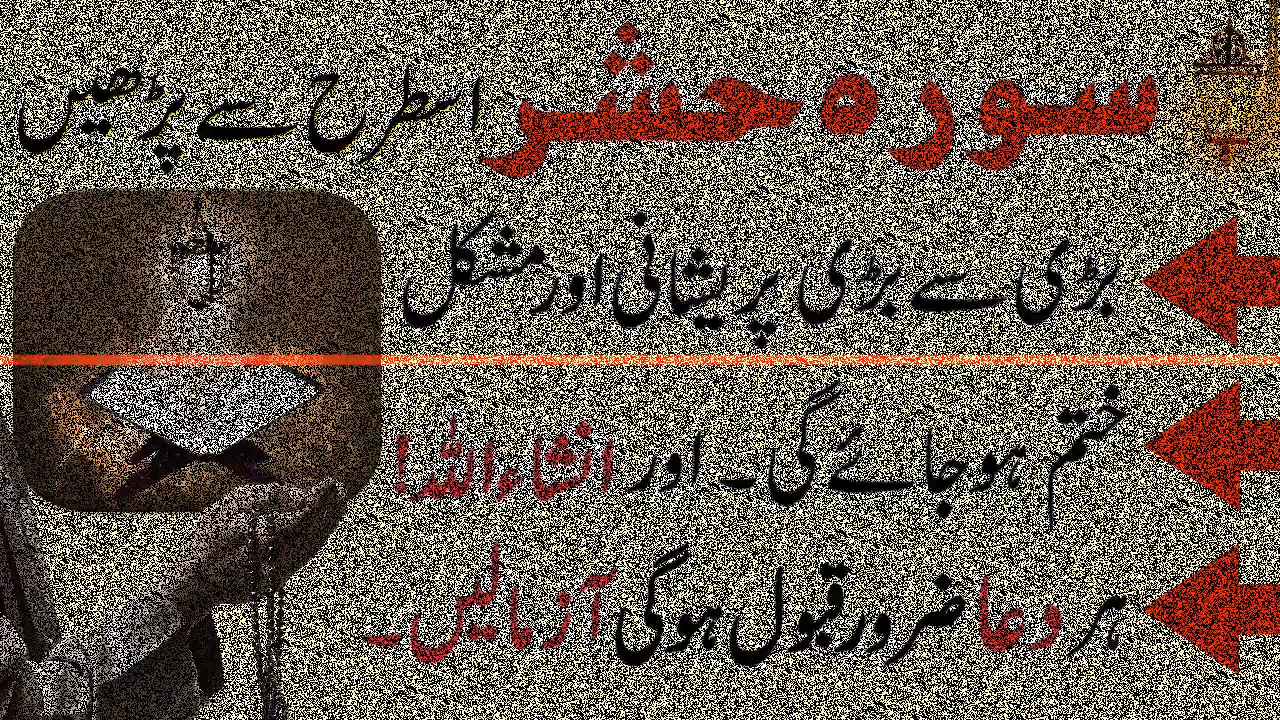 سورہ حشر اسطرح سے پڑھیں
بڑی سے بڑی پریشانی اور مشکل
ختم ہو جائے گی۔ اور انشاءاللہ!
ہر دعا ضرور قبول ہوگی آزمالیں۔